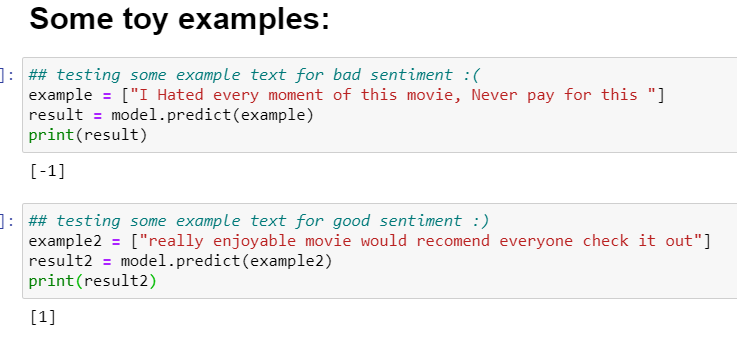 Some toy examples:
]: ## testing some example text for bad sentiment :(
example = ["I Hated every moment of this movie, Never pay for this "]
result = model.predict(example)
print(result)
[-1]
]: ## testing some example text for good sentiment :)
example2 = ["really enjoyable movie would recomend everyone check it out"]
result2 = model.predict(example2)
print(result2)
[1]